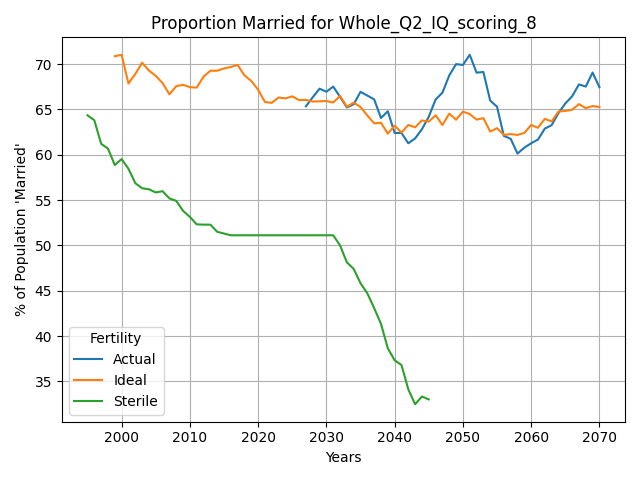 Proportion Married for Whole_Q2_IQ_scoring_8
% of Population 'Married'
70
65
60
55
50
45
40
35
Fertility
Actual
Ideal
Sterile
2000 2010 2020 2030 2040 2050 2060 2070
Years